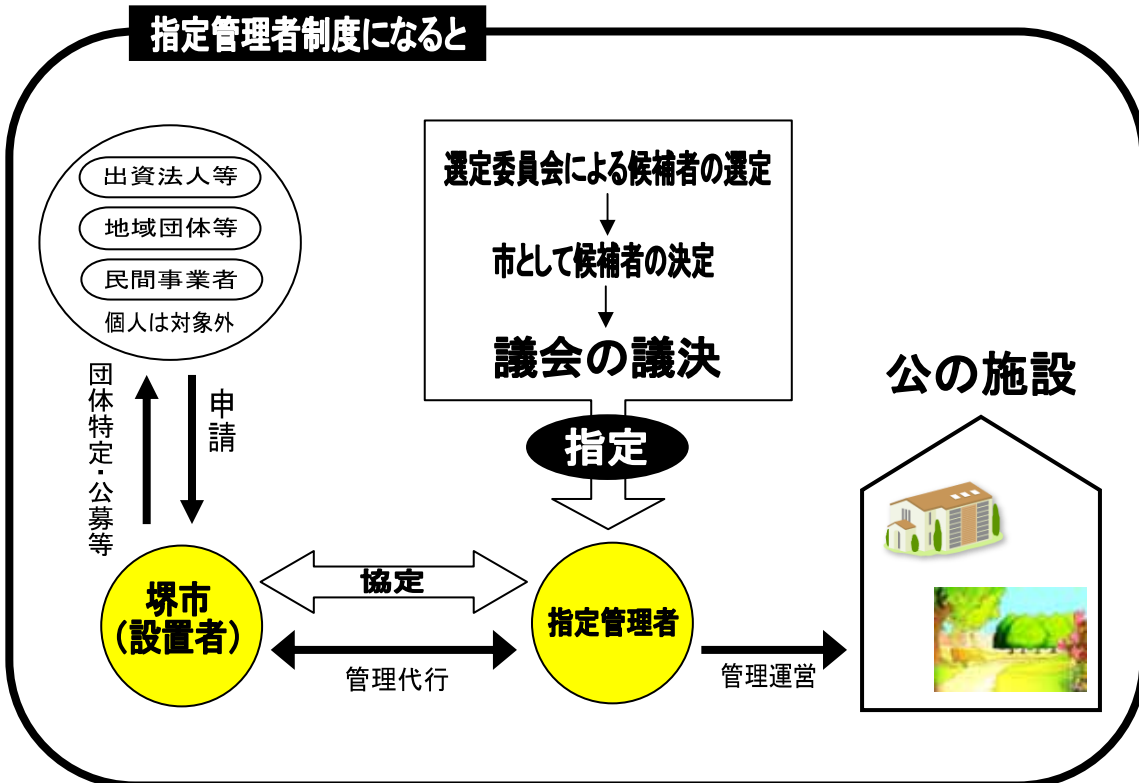 指定管理者制度になると
出資法人等
地域団体等
民間事業者
個人は対象外
団体特定・公募等
申請
選定委員会による候補者の選定
市として候補者の決定
議会の議決
指定
公の施設
堺市
（設置者）
協定
管理代行
指定管理者
管理運営